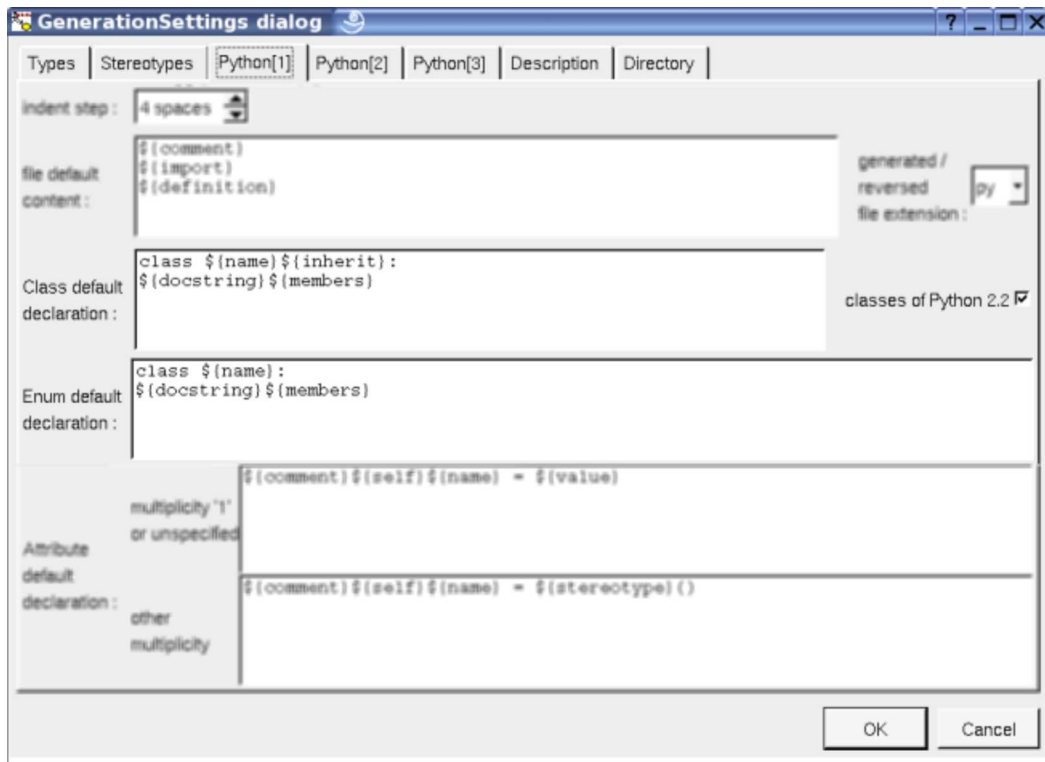 GenerationSettings dialog
Types Stereotypes Python[1] Python[2] Python[3] Description Directory
indent step : 4 spaces
file default
content :
${comment}
${import}
${definition}
generated /
reversed
file extension :
py
Class default
declaration :
class ${name}${inherit}:
${docstring}${members}
classes of Python 2.2
Enum default
declaration :
class ${name}:
${docstring}${members}
Attribute
default
declaration :
multiplicity '1'
or unspecified
${comment}${self}${name} = ${value}
other
multiplicity
${comment}${self}${name} = ${stereotype}()
OK Cancel